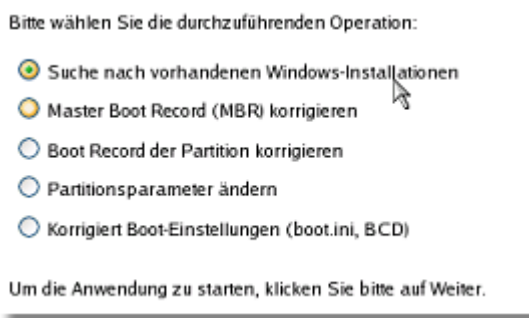 Bitte wählen Sie die durchzuführenden Operation:
Suche nach vorhandenen Windows-Installationen
Master Boot Record (MBR) korrigieren
Boot Record der Partition korrigieren
Partitionsparameter ändern
Korrigiert Boot-Einstellungen (boot.ini, BCD)
Um die Anwendung zu starten, klicken Sie bitte auf Weiter.